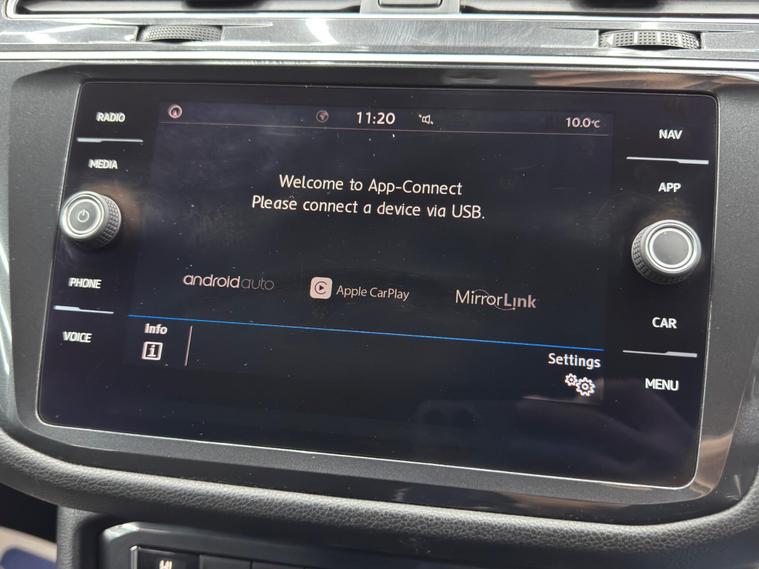 RADIO
MEDIA
PHONE
VOICE
11:20
10.0°C
Welcome to App-Connect
Please connect a device via USB.
androidauto
Apple CarPlay
MirrorLink
Info
Settings
NAV
APP
CAR
MENU